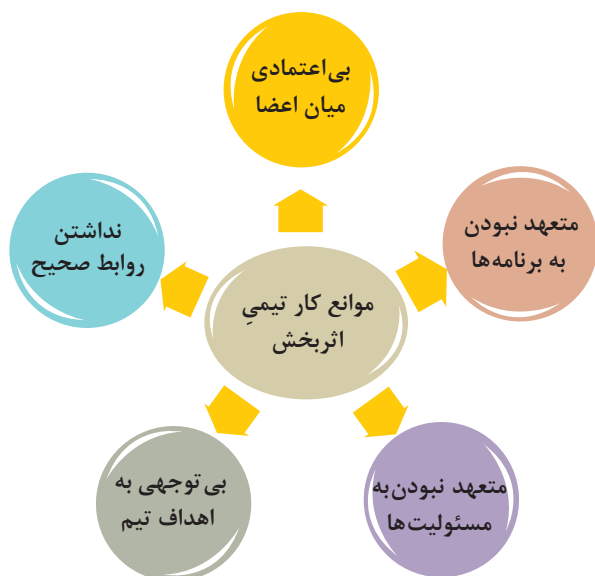 بی‌اعتمادی
میان اعضا
متعهد نبودن
به برنامه‌ها
نداشتن
روابط صحیح
موانع کار تیمیِ
اثربخش
متعهد نبودن‌به
مسئولیت‌ها
بی‌توجهی به
اهداف تیم